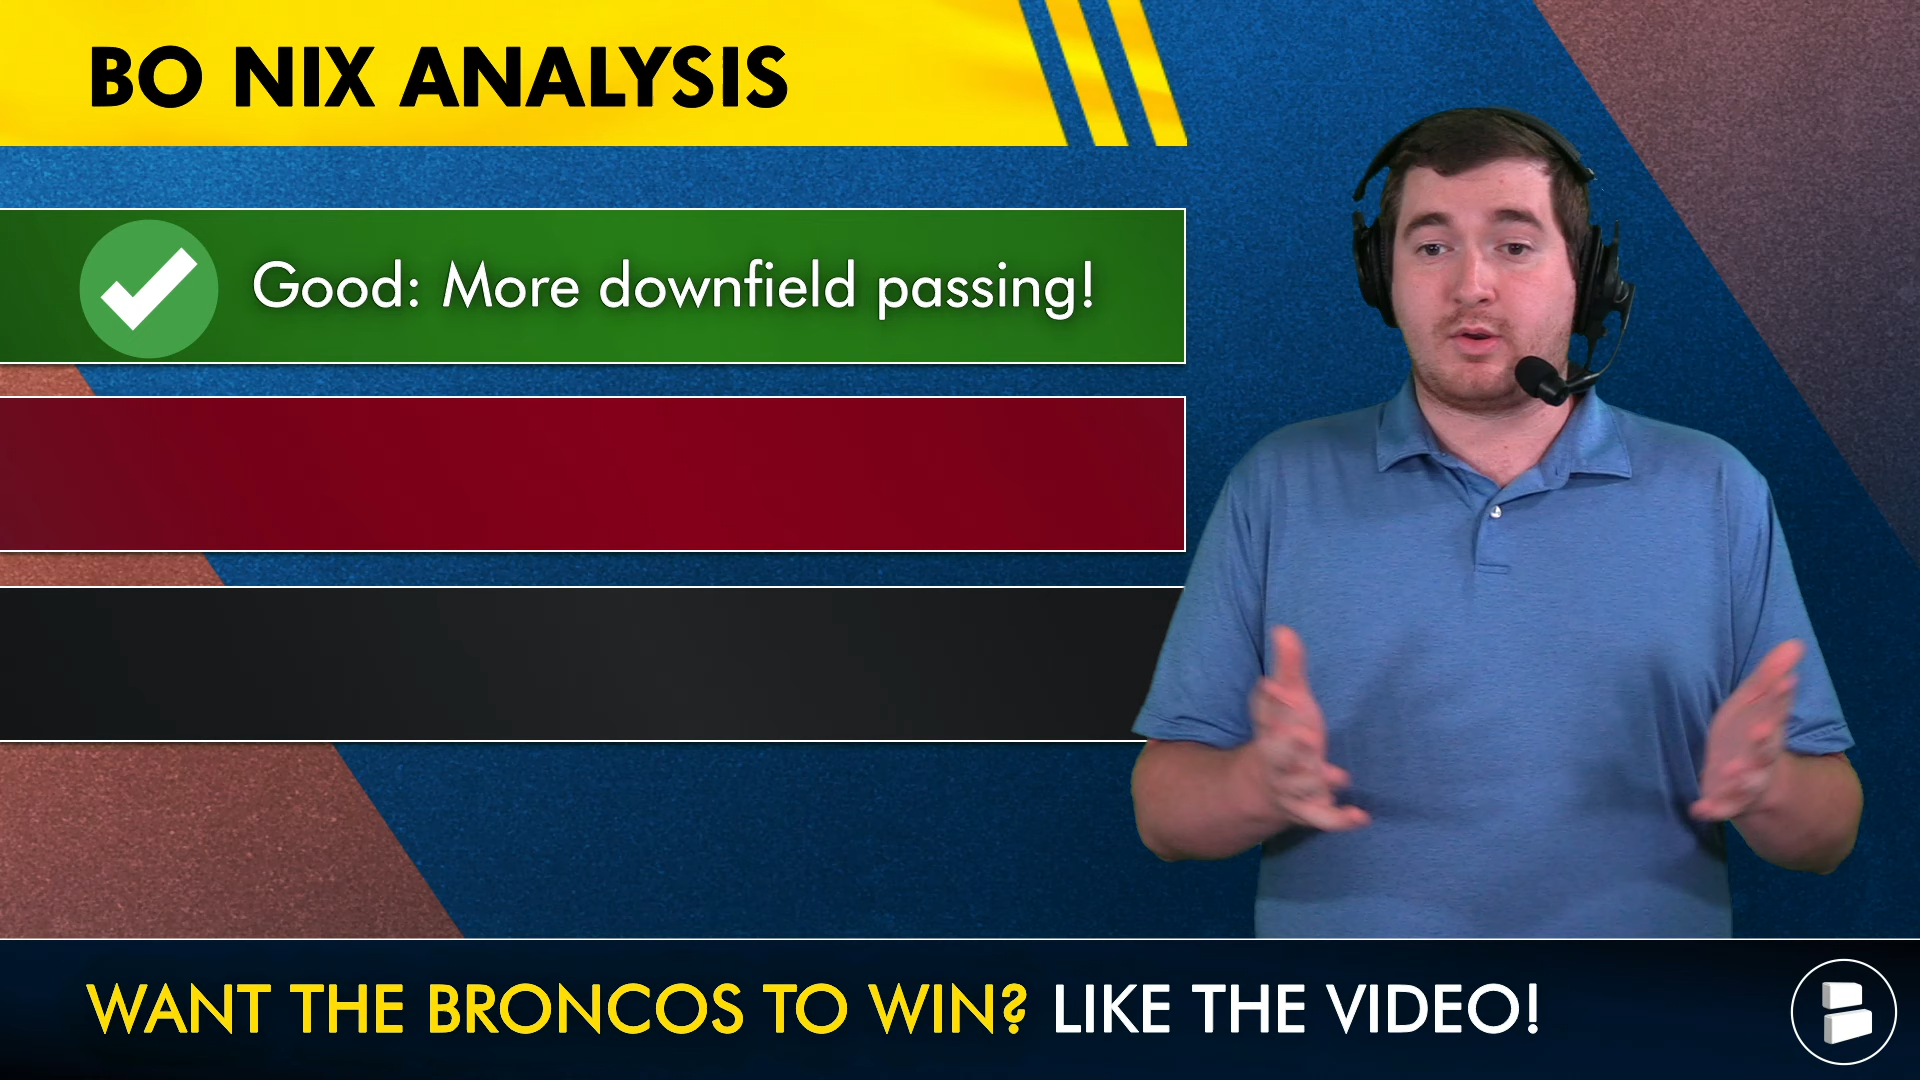 BO NIX ANALYSIS
Good: More downfield passing!
WANT THE BRONCOS TO WIN? LIKE THE VIDEO!